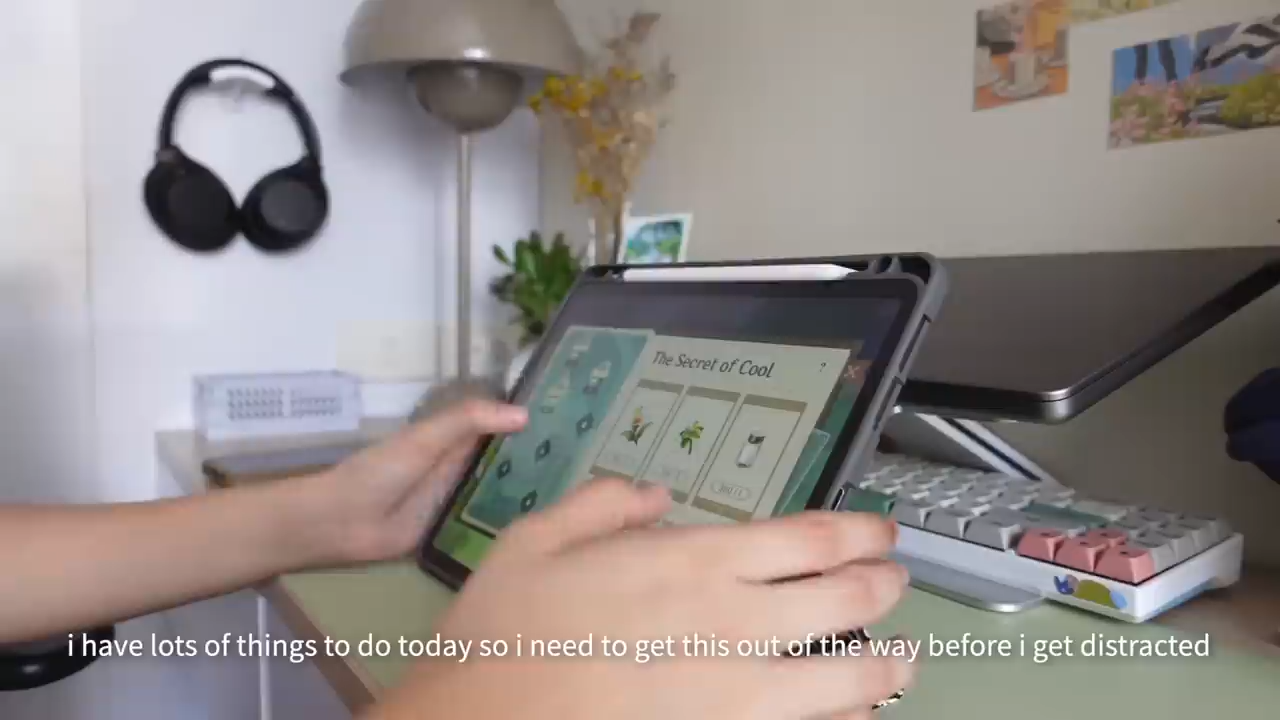 The Secret of Cool
?
i have lots of things to do today so i need to get this out of the way before i get distracted